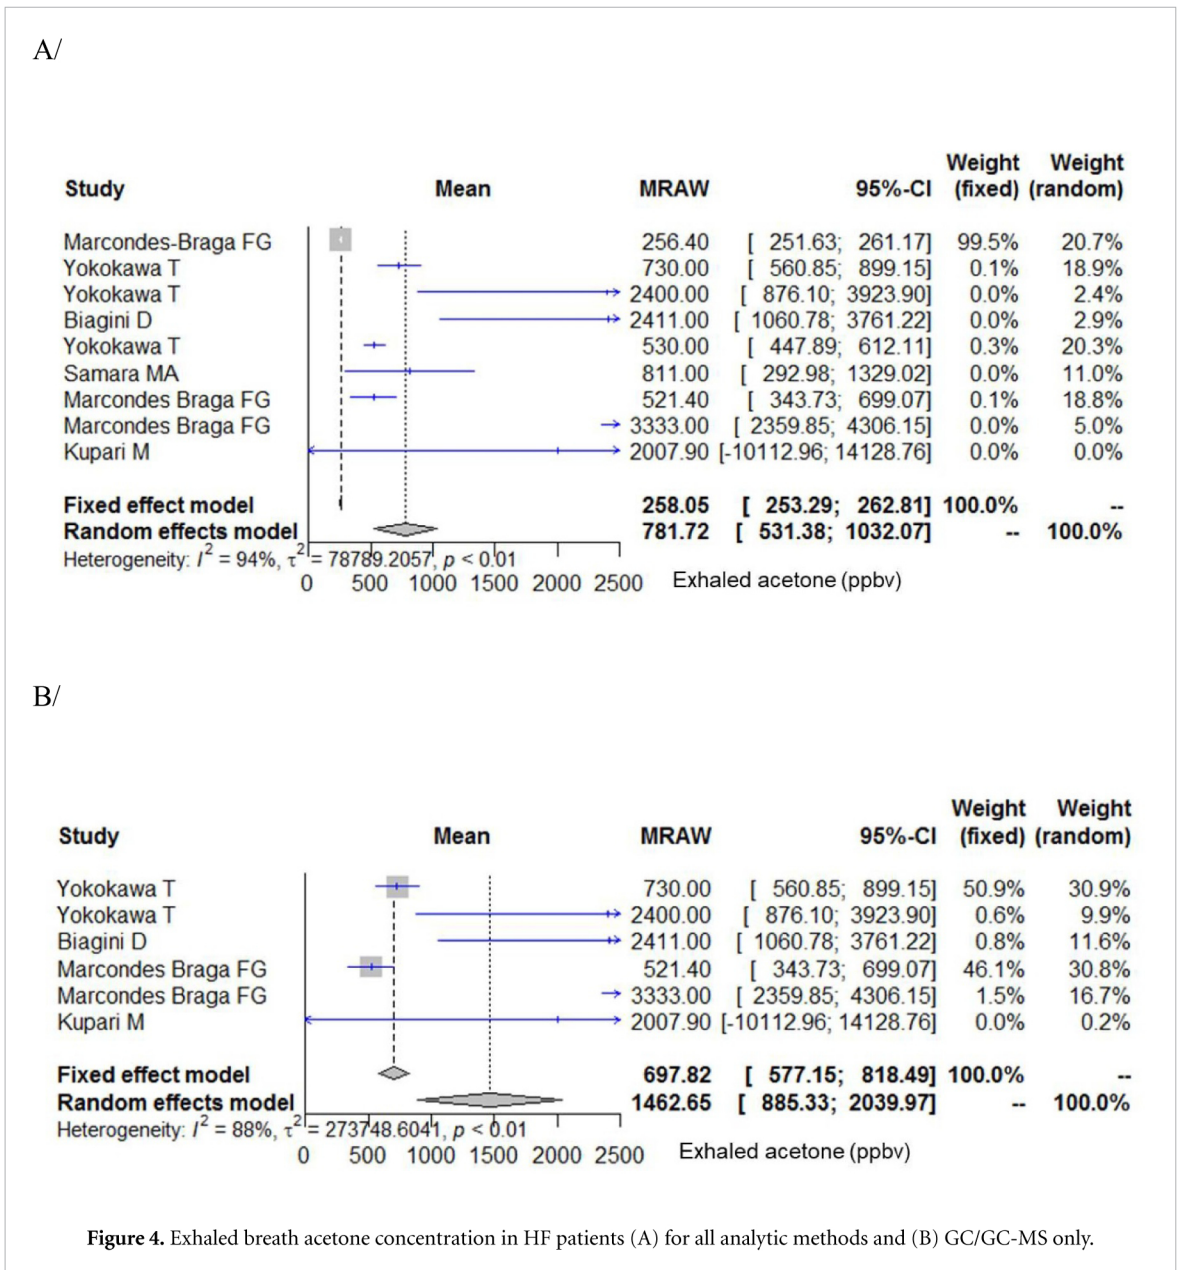 A/
Weight Weight
Study Mean MRAW 95%-CI (fixed) (random)
Marcondes-Braga FG 256.40 [ 251.63; 261.17] 99.5% 20.7%
Yokokawa T 730.00 [ 560.85; 899.15] 0.1% 18.9%
Yokokawa T 2400.00 [ 876.10; 3923.90] 0.0% 2.4%
Biagini D 2411.00 [ 1060.78; 3761.22] 0.0% 2.9%
Yokokawa T 530.00 [ 447.89; 612.11] 0.3% 20.3%
Samara MA 811.00 [ 292.98; 1329.02] 0.0% 11.0%
Marcondes Braga FG 521.40 [ 343.73; 699.07] 0.1% 18.8%
Marcondes Braga FG 3333.00 [ 2359.85; 4306.15] 0.0% 5.0%
Kupari M 2007.90 [-10112.96; 14128.76] 0.0% 0.0%
Fixed effect model 258.05 [ 253.29; 262.81] 100.0% --
Random effects model 781.72 [ 531.38; 1032.07] -- 100.0%
Heterogeneity: I² = 94%, τ² = 78789.2057, p < 0.01
0 500 1000 1500 2000 2500 Exhaled acetone (ppbv)
B/
Weight Weight
Study Mean MRAW 95%-CI (fixed) (random)
Yokokawa T 730.00 [ 560.85; 899.15] 50.9% 30.9%
Yokokawa T 2400.00 [ 876.10; 3923.90] 0.6% 9.9%
Biagini D 2411.00 [ 1060.78; 3761.22] 0.8% 11.6%
Marcondes Braga FG 521.40 [ 343.73; 699.07] 46.1% 30.8%
Marcondes Braga FG 3333.00 [ 2359.85; 4306.15] 1.5% 16.7%
Kupari M 2007.90 [-10112.96; 14128.76] 0.0% 0.2%
Fixed effect model 697.82 [ 577.15; 818.49] 100.0% --
Random effects model 1462.65 [ 885.33; 2039.97] -- 100.0%
Heterogeneity: I² = 88%, τ² = 273748.6041, p < 0.01
0 500 1000 1500 2000 2500 Exhaled acetone (ppbv)
Figure 4. Exhaled breath acetone concentration in HF patients (A) for all analytic methods and (B) GC/GC-MS only.